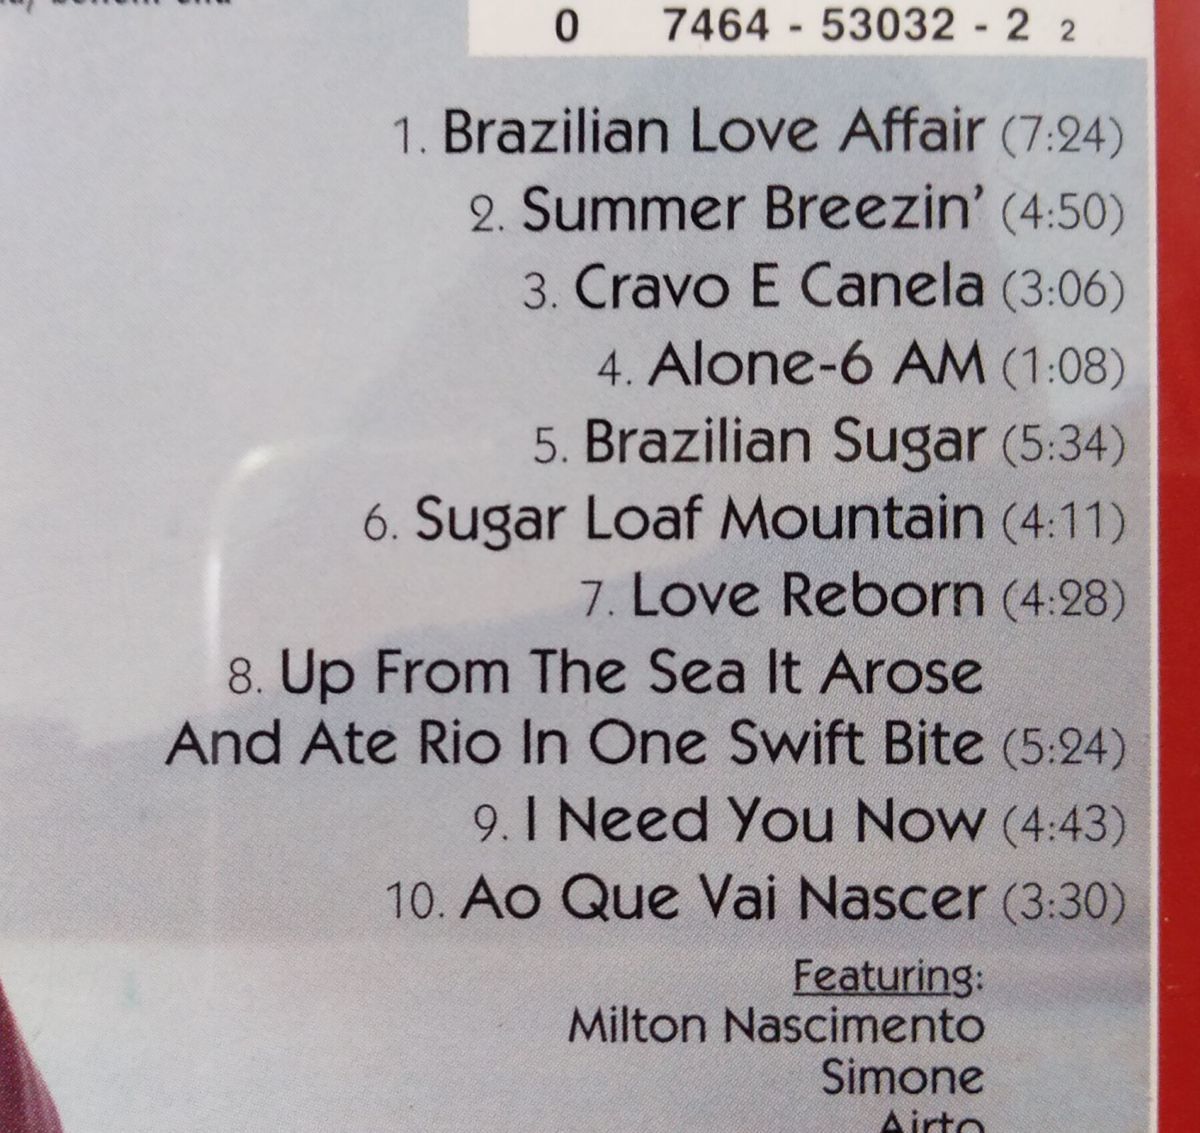 0 7464 - 53032 - 2 2
1. Brazilian Love Affair (7:24)
2. Summer Breezin' (4:50)
3. Cravo E Canela (3:06)
4. Alone-6 AM (1:08)
5. Brazilian Sugar (5:34)
6. Sugar Loaf Mountain (4:11)
7. Love Reborn (4:28)
8. Up From The Sea It Arose
And Ate Rio In One Swift Bite (5:24)
9. I Need You Now (4:43)
10. Ao Que Vai Nascer (3:30)
Featuring:
Milton Nascimento
Simone
Airto